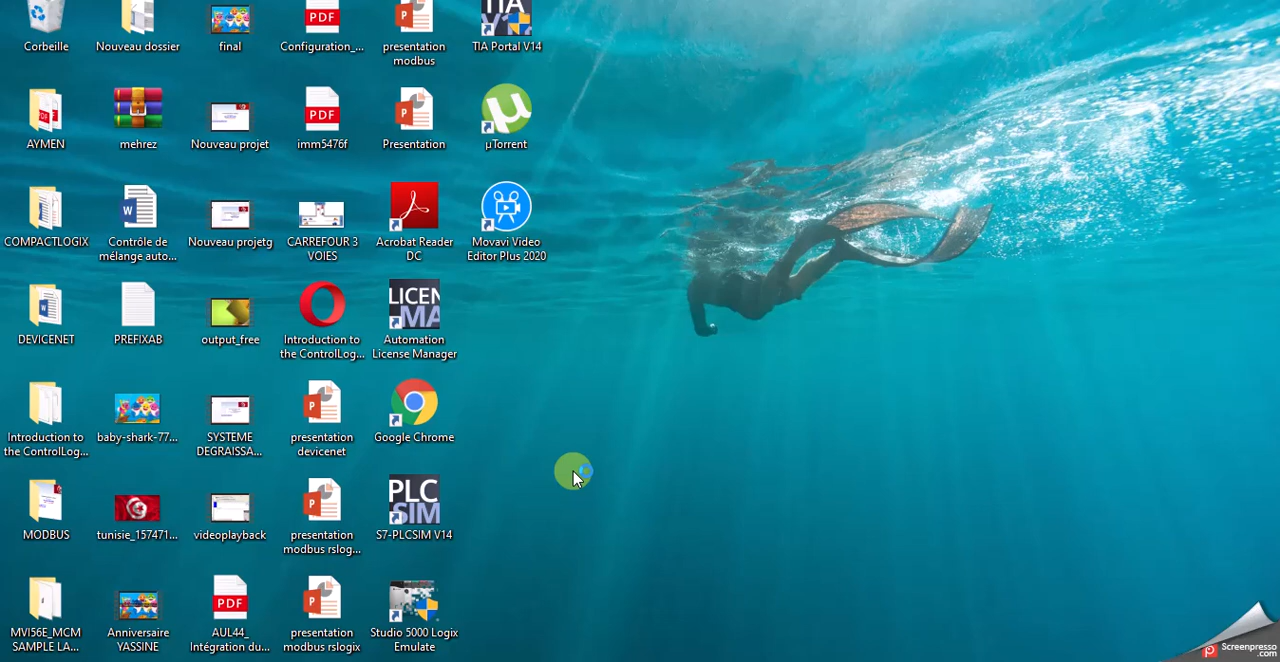 Corbeille
Nouveau dossier
final
PDF
Configuration_...
P
presentation
modbus
TIA
V1
TIA Portal V14
AYMEN
mehrez
Nouveau projet
PDF
imm5476f
P
Presentation
µ
µTorrent
COMPACTLOGIX
W
Contrôle de
mélange auto...
Nouveau projetg
CARREFOUR 3
VOIES
Acrobat Reader
DC
Movavi Video
Editor Plus 2020
DEVICENET
PREFIXAB
output_free
Introduction to
the ControlLog...
LICEN
MA
Automation
License Manager
Introduction to
the ControlLog...
baby-shark-77...
SYSTEME
DEGRAISSA...
P
presentation
devicenet
Google Chrome
MODBUS
tunisie_157471...
videoplayback
P
presentation
modbus rslog...
PLC
SIM
S7-PLCSIM V14
MVI56E_MCM
SAMPLE LA...
Anniversaire
YASSINE
PDF
AUL44_
Intégration du...
P
presentation
modbus rslogix
Studio 5000 Logix
Emulate
Screenpresso
.com